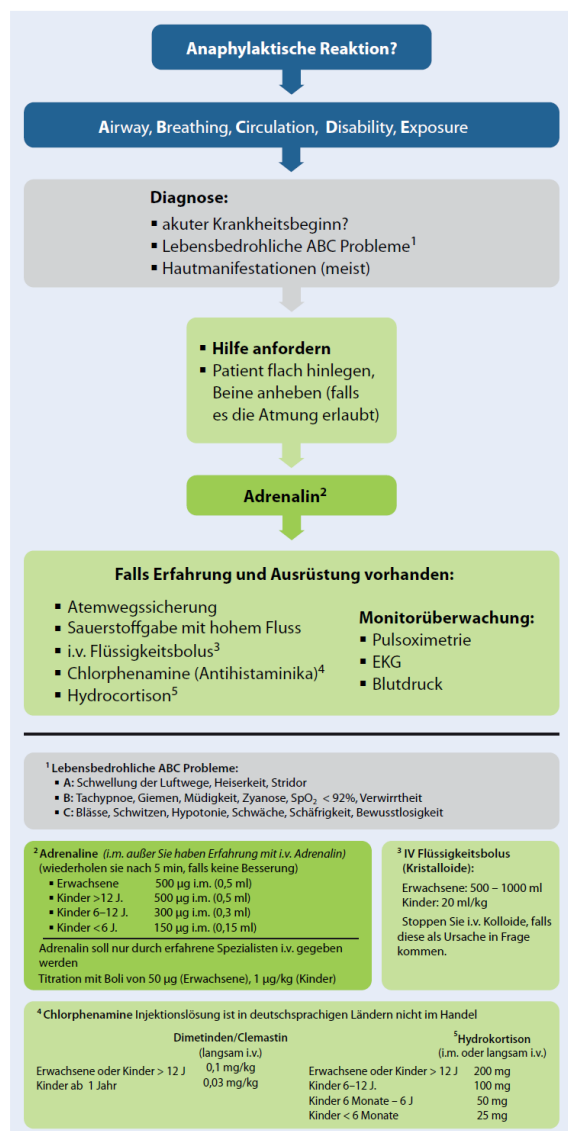 Anaphylaktische Reaktion?
Airway, Breathing, Circulation, Disability, Exposure
Diagnose:
▪ akuter Krankheitsbeginn?
▪ Lebensbedrohliche ABC Probleme¹
▪ Hautmanifestationen (meist)
▪ Hilfe anfordern
▪ Patient flach hinlegen,
Beine anheben (falls
es die Atmung erlaubt)
Adrenalin²
Falls Erfahrung und Ausrüstung vorhanden:
▪ Atemwegssicherung
▪ Sauerstoffgabe mit hohem Fluss
▪ i.v. Flüssigkeitsbolus³
▪ Chlorphenamine (Antihistaminika)⁴
▪ Hydrocortison⁵
Monitorüberwachung:
▪ Pulsoximetrie
▪ EKG
▪ Blutdruck
¹ Lebensbedrohliche ABC Probleme:
▪ A: Schwellung der Luftwege, Heiserkeit, Stridor
▪ B: Tachypnoe, Giemen, Müdigkeit, Zyanose, SpO₂ < 92%, Verwirrtheit
▪ C: Blässe, Schwitzen, Hypotonie, Schwäche, Schäfrigkeit, Bewusstlosigkeit
² Adrenaline (i.m. außer Sie haben Erfahrung mit i.v. Adrenalin)
(wiederholen sie nach 5 min, falls keine Besserung)
▪ Erwachsene 500 µg i.m. (0,5 ml)
▪ Kinder >12 J. 500 µg i.m. (0,5 ml)
▪ Kinder 6–12 J. 300 µg i.m. (0,3 ml)
▪ Kinder <6 J. 150 µg i.m. (0,15 ml)
Adrenalin soll nur durch erfahrene Spezialisten i.v. gegeben
werden
Titration mit Boli von 50 µg (Erwachsene), 1 µg/kg (Kinder)
³ IV Flüssigkeitsbolus
(Kristalloide):
Erwachsene: 500 – 1000 ml
Kinder: 20 ml/kg
Stoppen Sie i.v. Kolloide, falls
diese als Ursache in Frage
kommen.
⁴ Chlorphenamine Injektionslösung ist in deutschsprachigen Ländern nicht im Handel
Dimetinden/Clemastin
(langsam i.v.)
Erwachsene oder Kinder > 12 J 0,1 mg/kg
Kinder ab 1 Jahr 0,03 mg/kg
⁵Hydrokortison
(i.m. oder langsam i.v.)
Erwachsene oder Kinder > 12 J 200 mg
Kinder 6–12 J. 100 mg
Kinder 6 Monate – 6 J 50 mg
Kinder < 6 Monate 25 mg